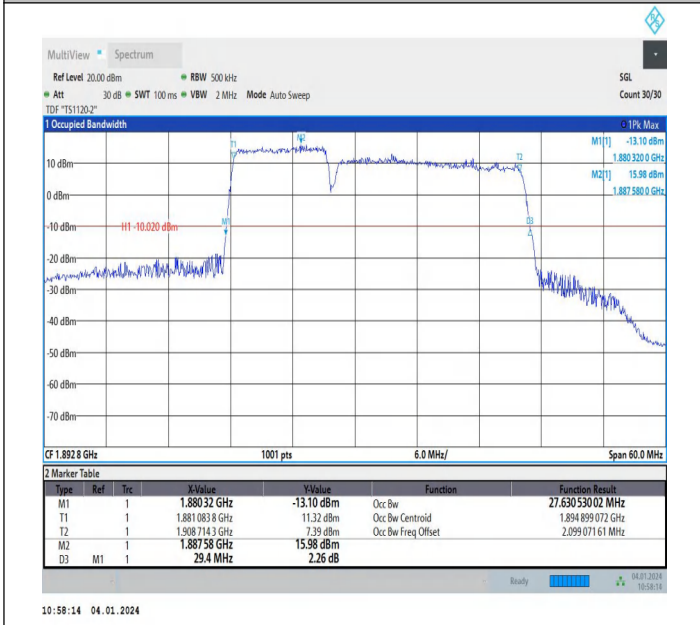 R S
MultiView Spectrum
Ref Level 20.00 dBm RBW 500 kHz SGL
Att 30 dB SWT 100 ms VBW 2 MHz Mode Auto Sweep Count 30/30
TDF "TS1120-2"
1 Occupied Bandwidth 1Pk Max
M1[1] -13.10 dBm
1.880 320 0 GHz
M2[1] 15.98 dBm
1.887 580 0 GHz
T1
M2
T2
10 dBm
0 dBm
M1
D3
-10 dBm H1 -10.020 dBm
-20 dBm
-30 dBm
-40 dBm
-50 dBm
-60 dBm
-70 dBm
CF 1.892 8 GHz 1001 pts 6.0 MHz/ Span 60.0 MHz
2 Marker Table
Type Ref Trc X-Value Y-Value Function Function Result
M1 1 1.880 32 GHz -13.10 dBm Occ Bw 27.630 530 02 MHz
T1 1 1.881 083 8 GHz 11.32 dBm Occ Bw Centroid 1.894 899 072 GHz
T2 1 1.908 714 3 GHz 7.39 dBm Occ Bw Freq Offset 2.099 071 61 MHz
M2 1 1.887 58 GHz 15.98 dBm
D3 M1 1 29.4 MHz 2.26 dB
Ready 04.01.2024
10:58:14
10:58:14 04.01.2024